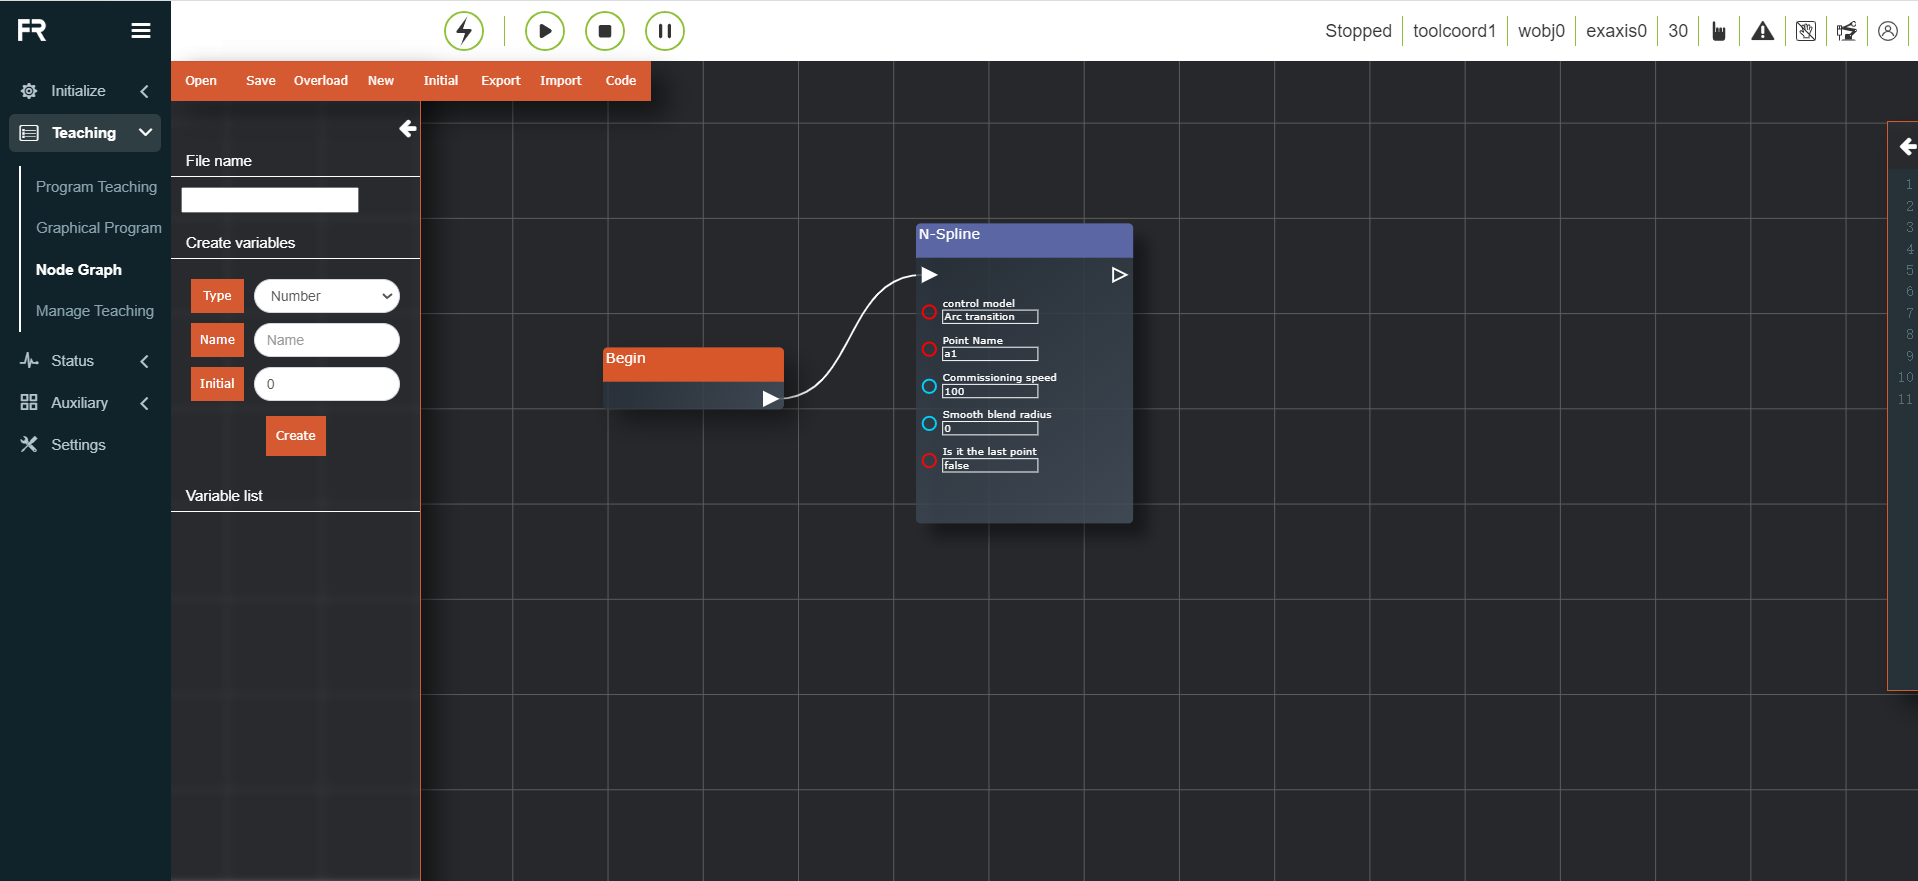 FR
Stopped
toolcoord1
wobj0
exaxis0
30
Initialize
Teaching
Program Teaching
Graphical Program
Node Graph
Manage Teaching
Status
Auxiliary
Settings
Open Save Overload New Initial Export Import Code
File name
Create variables
Type Number
Name Name
Initial 0
Create
Variable list
Begin
N-Spline
control model
Arc transition
Point Name
a1
Commissioning speed
100
Smooth blend radius
0
Is it the last point
false
1
2
3
4
5
6
7
8
9
10
11